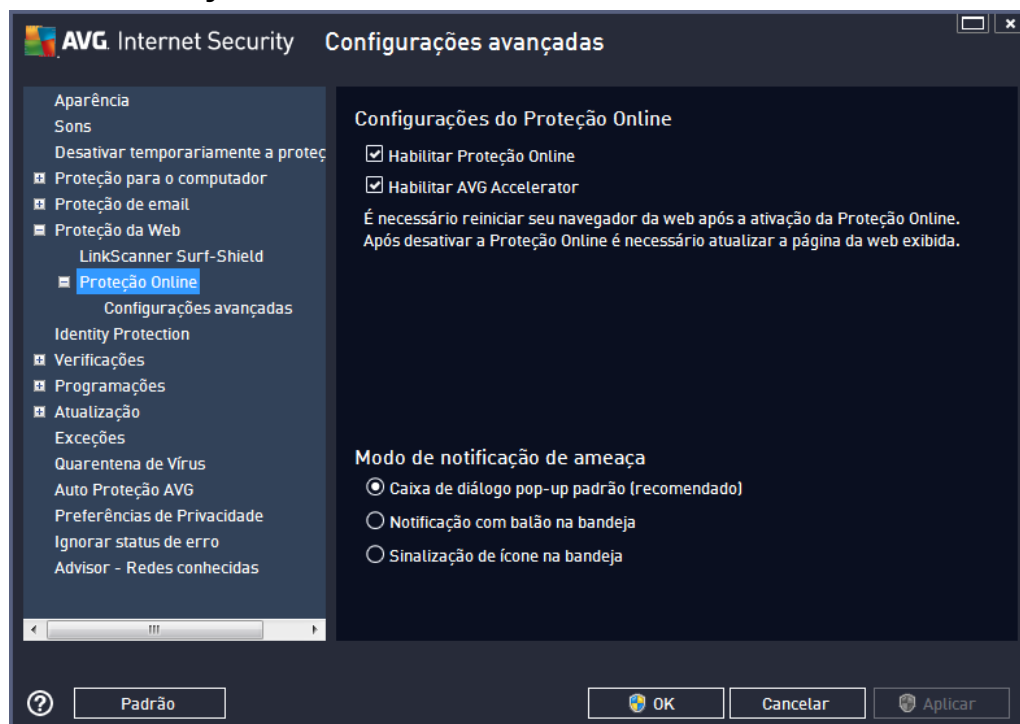 AVG. Internet Security Configurações avançadas
Aparência
Sons
Desativar temporariamente a proteç
Proteção para o computador
Proteção de email
Proteção da Web
LinkScanner Surf-Shield
Proteção Online
Configurações avançadas
Identity Protection
Verificações
Programações
Atualização
Exceções
Quarentena de Vírus
Auto Proteção AVG
Preferências de Privacidade
Ignorar status de erro
Advisor - Redes conhecidas
Configurações do Proteção Online
Habilitar Proteção Online
Habilitar AVG Accelerator
É necessário reiniciar seu navegador da web após a ativação da Proteção Online.
Após desativar a Proteção Online é necessário atualizar a página da web exibida.
Modo de notificação de ameaça
Caixa de diálogo pop-up padrão (recomendado)
Notificação com balão na bandeja
Sinalização de ícone na bandeja
Padrão OK Cancelar Aplicar